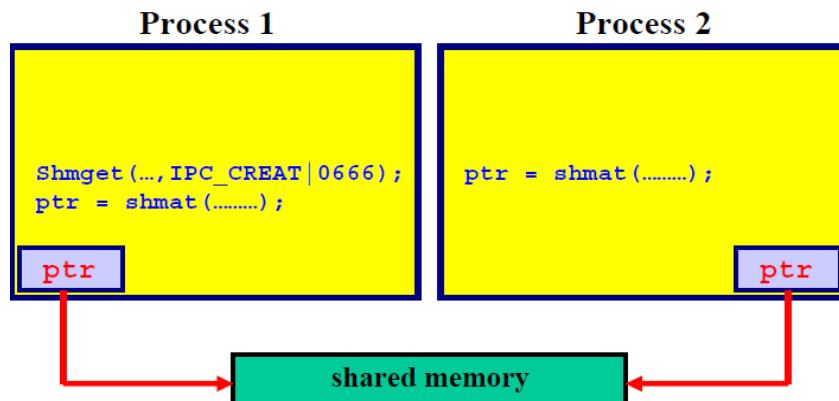 Process 1
Process 2
Shmget(…,IPC_CREAT|0666);
ptr = shmat(………);
ptr = shmat(………);
ptr
ptr
shared memory